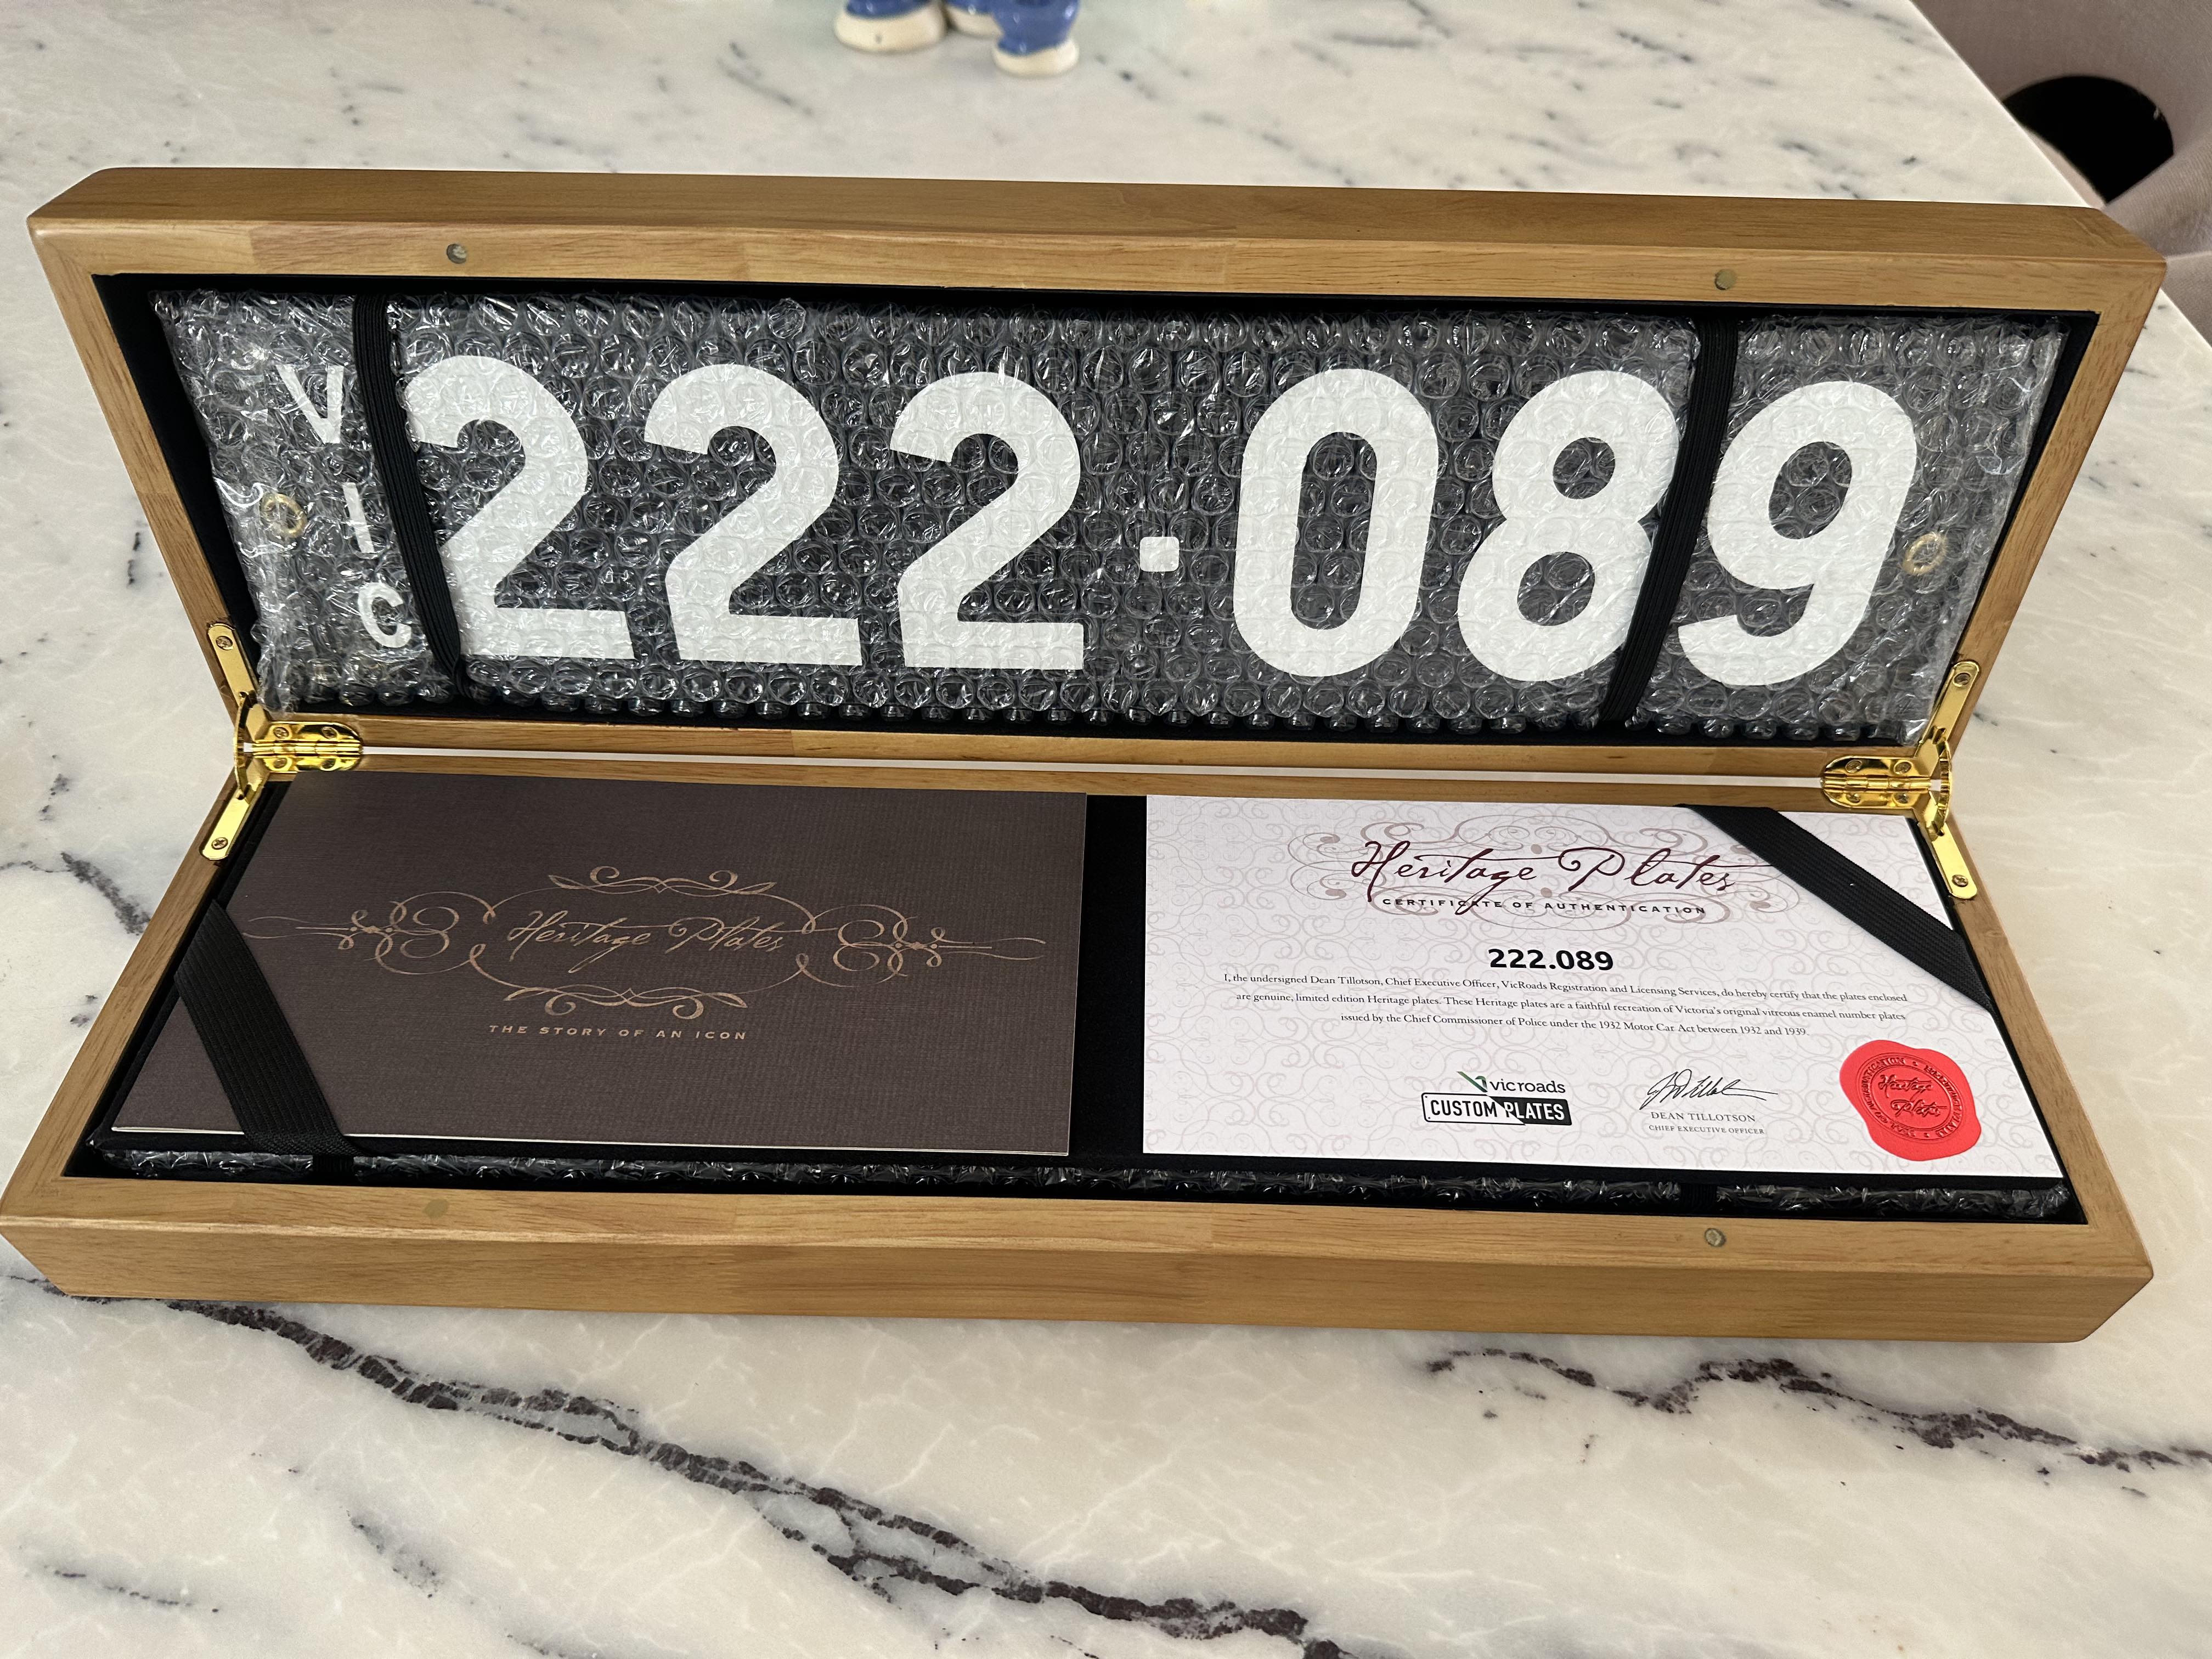 VIC
222·089
Heritage Plates
THE STORY OF AN ICON
Heritage Plates
CERTIFICATE OF AUTHENTICATION
222.089
I, the undersigned Dean Tillotson, Chief Executive Officer, VicRoads Registration and Licensing Services, do hereby certify that the plates enclosed
are genuine, limited edition Heritage plates. These Heritage plates are a faithful recreation of Victoria's original vitreous enamel number plates
issued by the Chief Commissioner of Police under the 1932 Motor Car Act between 1932 and 1939.
vicroads
CUSTOM PLATES
DEAN TILLOTSON
CHIEF EXECUTIVE OFFICER
Heritage
Plates